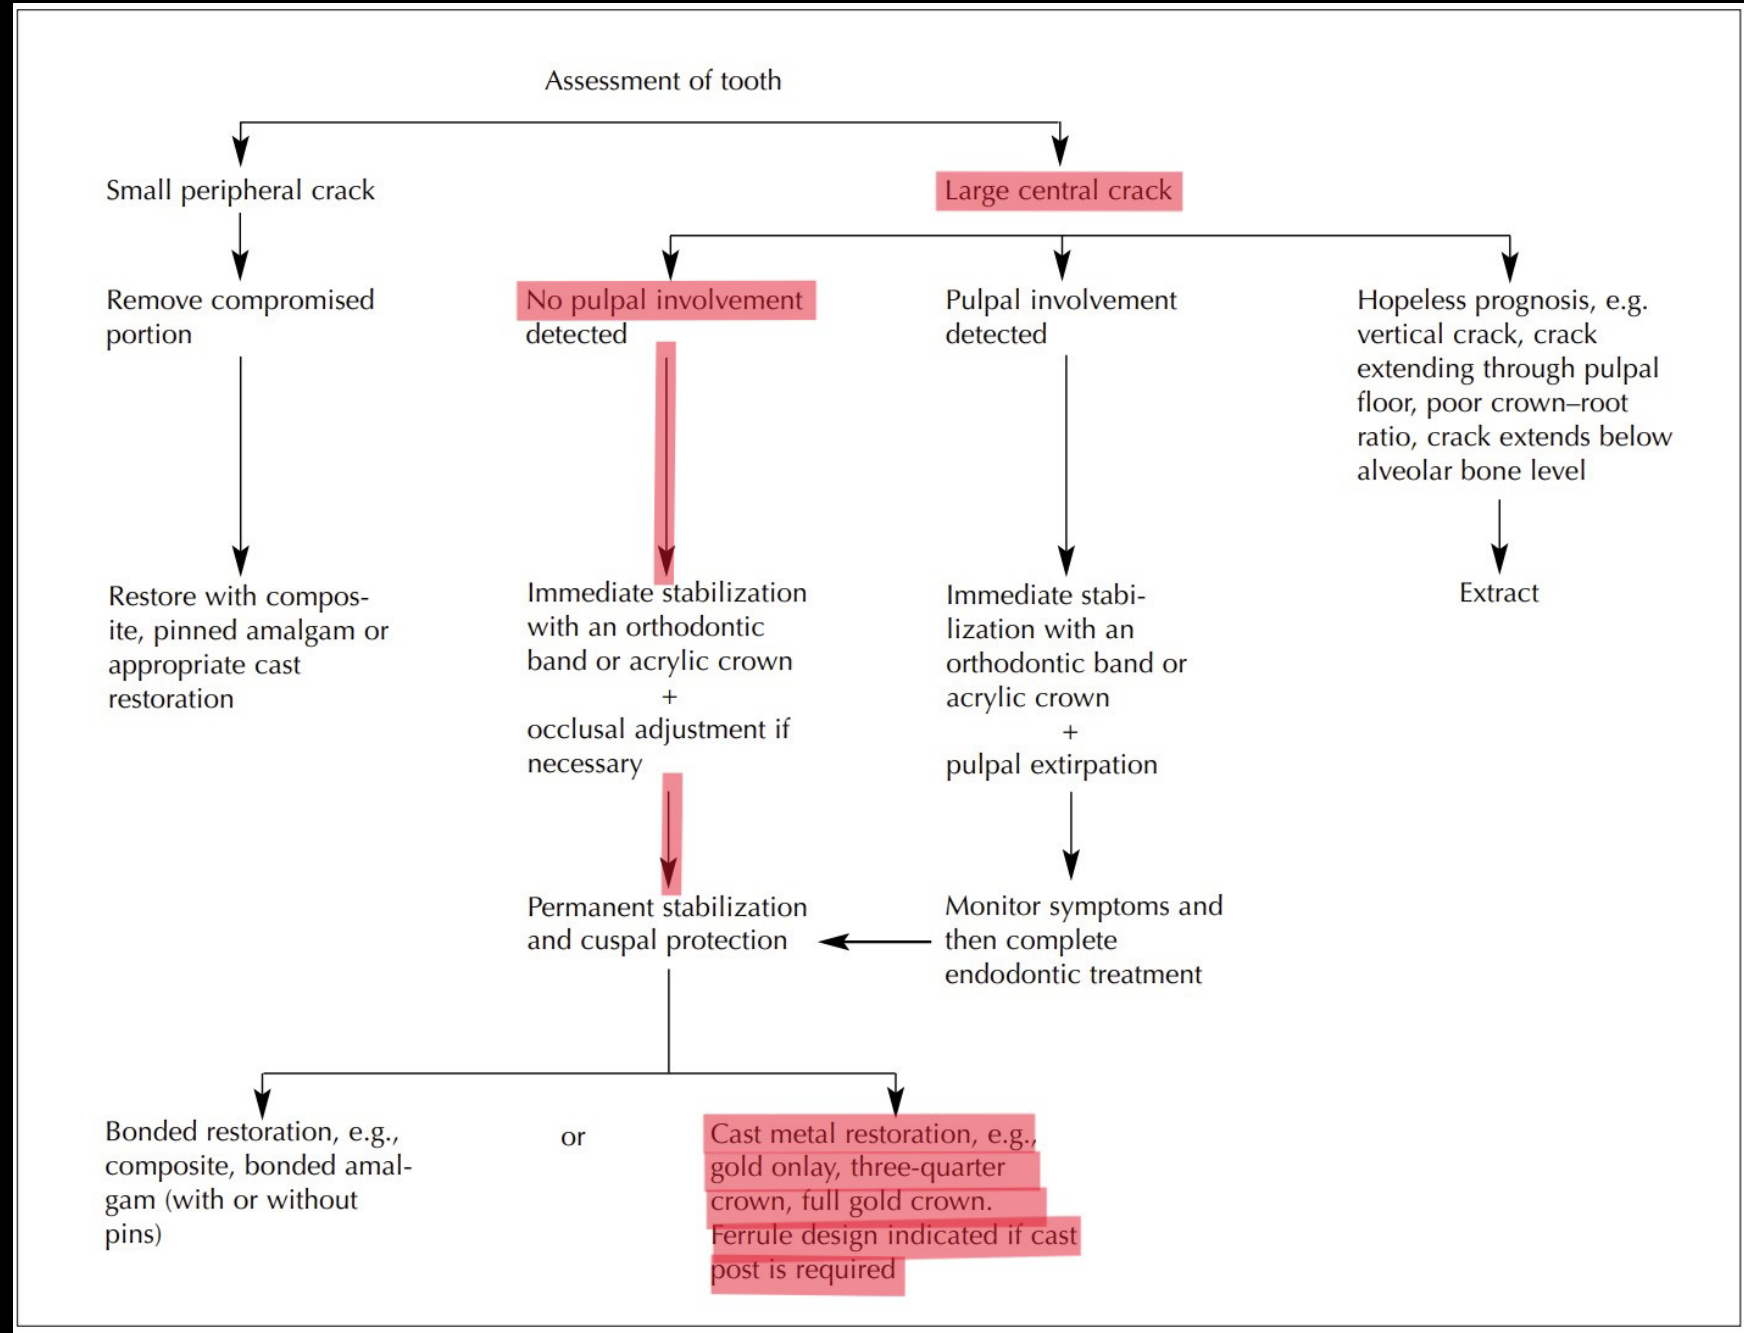 Assessment of tooth
Small peripheral crack
Large central crack
Remove compromised
portion
No pulpal involvement
detected
Pulpal involvement
detected
Hopeless prognosis, e.g.
vertical crack, crack
extending through pulpal
floor, poor crown–root
ratio, crack extends below
alveolar bone level
Restore with compos-
ite, pinned amalgam or
appropriate cast
restoration
Immediate stabilization
with an orthodontic
band or acrylic crown
+
occlusal adjustment if
necessary
Immediate stabi-
lization with an
orthodontic band or
acrylic crown
+
pulpal extirpation
Extract
Permanent stabilization
and cuspal protection
Monitor symptoms and
then complete
endodontic treatment
Bonded restoration, e.g.,
composite, bonded amal-
gam (with or without
pins)
or
Cast metal restoration, e.g.,
gold onlay, three-quarter
crown, full gold crown.
Ferrule design indicated if cast
post is required